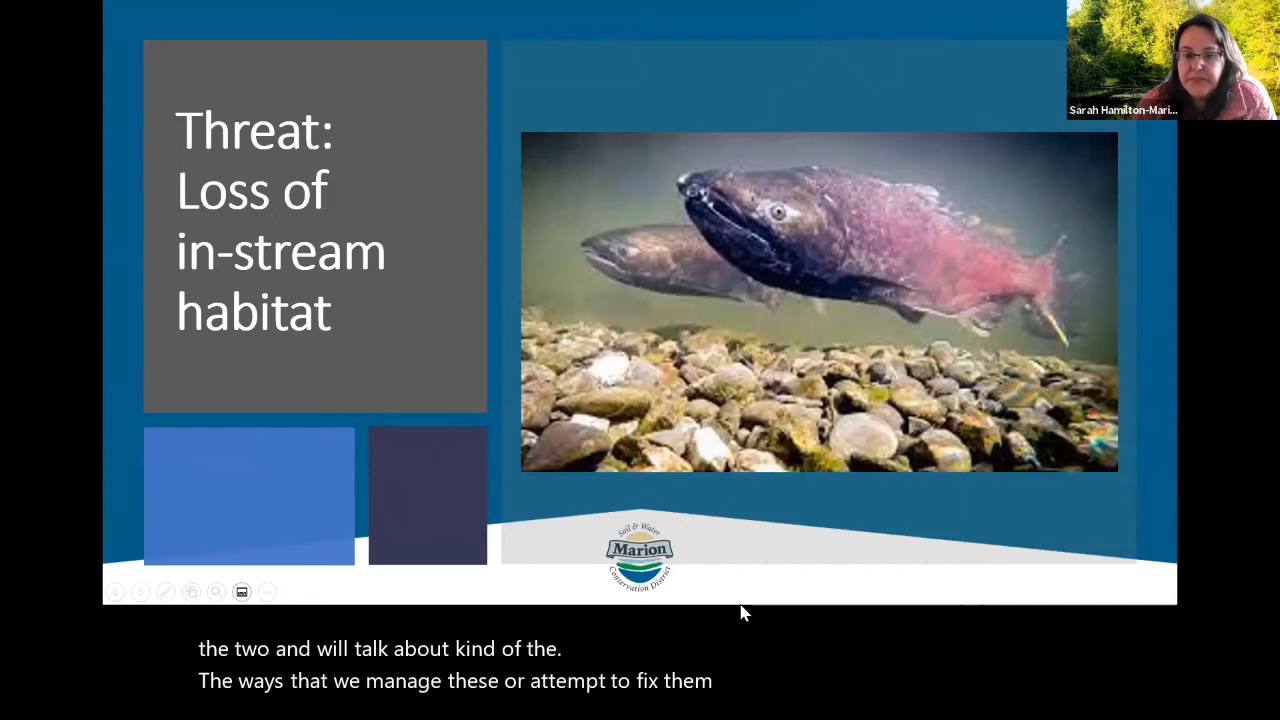 Threat:
Loss of
in-stream
habitat
Sarah Hamilton-Mari...
Soil & Water
Marion
Conservation District
the two and will talk about kind of the.
The ways that we manage these or attempt to fix them